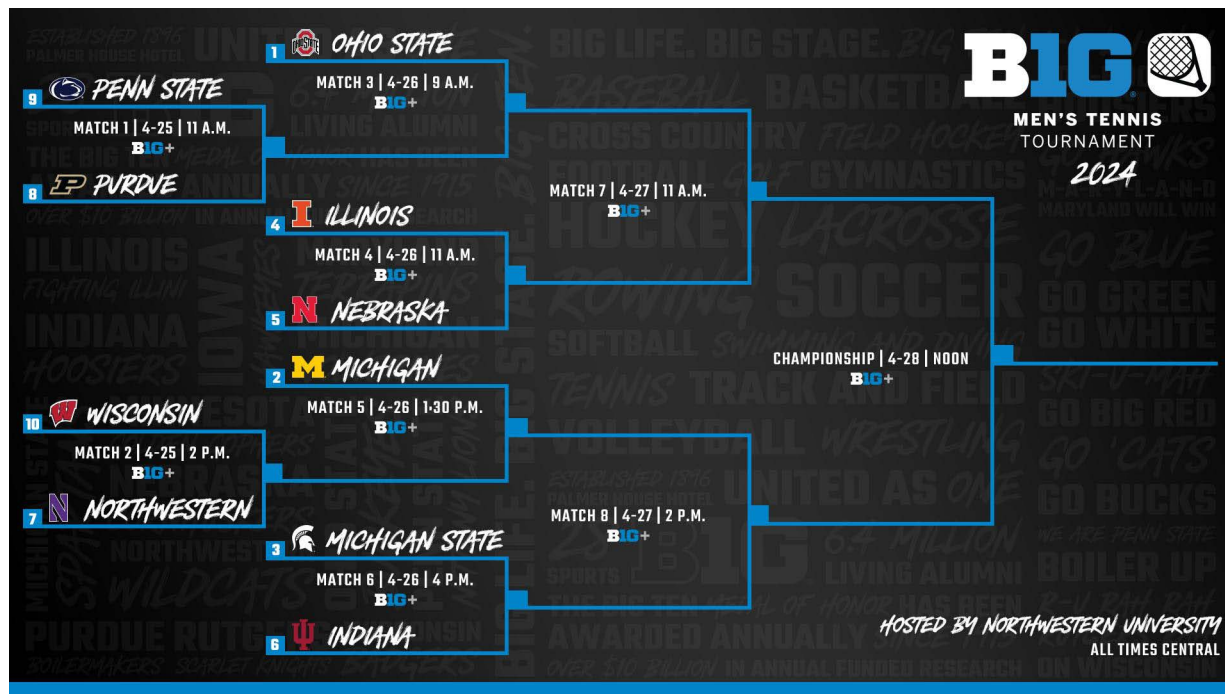 1 OHIO STATE
MATCH 3 | 4-26 | 9 A.M.
B1G+
9 PENN STATE
MATCH 1 | 4-25 | 11 A.M.
B1G+
8 PURDUE
4 ILLINOIS
MATCH 4 | 4-26 | 11 A.M.
B1G+
5 NEBRASKA
MATCH 7 | 4-27 | 11 A.M.
B1G+
2 MICHIGAN
MATCH 5 | 4-26 | 1:30 P.M.
B1G+
10 WISCONSIN
MATCH 2 | 4-25 | 2 P.M.
B1G+
7 NORTHWESTERN
3 MICHIGAN STATE
MATCH 6 | 4-26 | 4 P.M.
B1G+
6 INDIANA
MATCH 8 | 4-27 | 2 P.M.
B1G+
CHAMPIONSHIP | 4-28 | NOON
B1G+
B1G
MEN'S TENNIS
TOURNAMENT
2024
HOSTED BY NORTHWESTERN UNIVERSITY
ALL TIMES CENTRAL